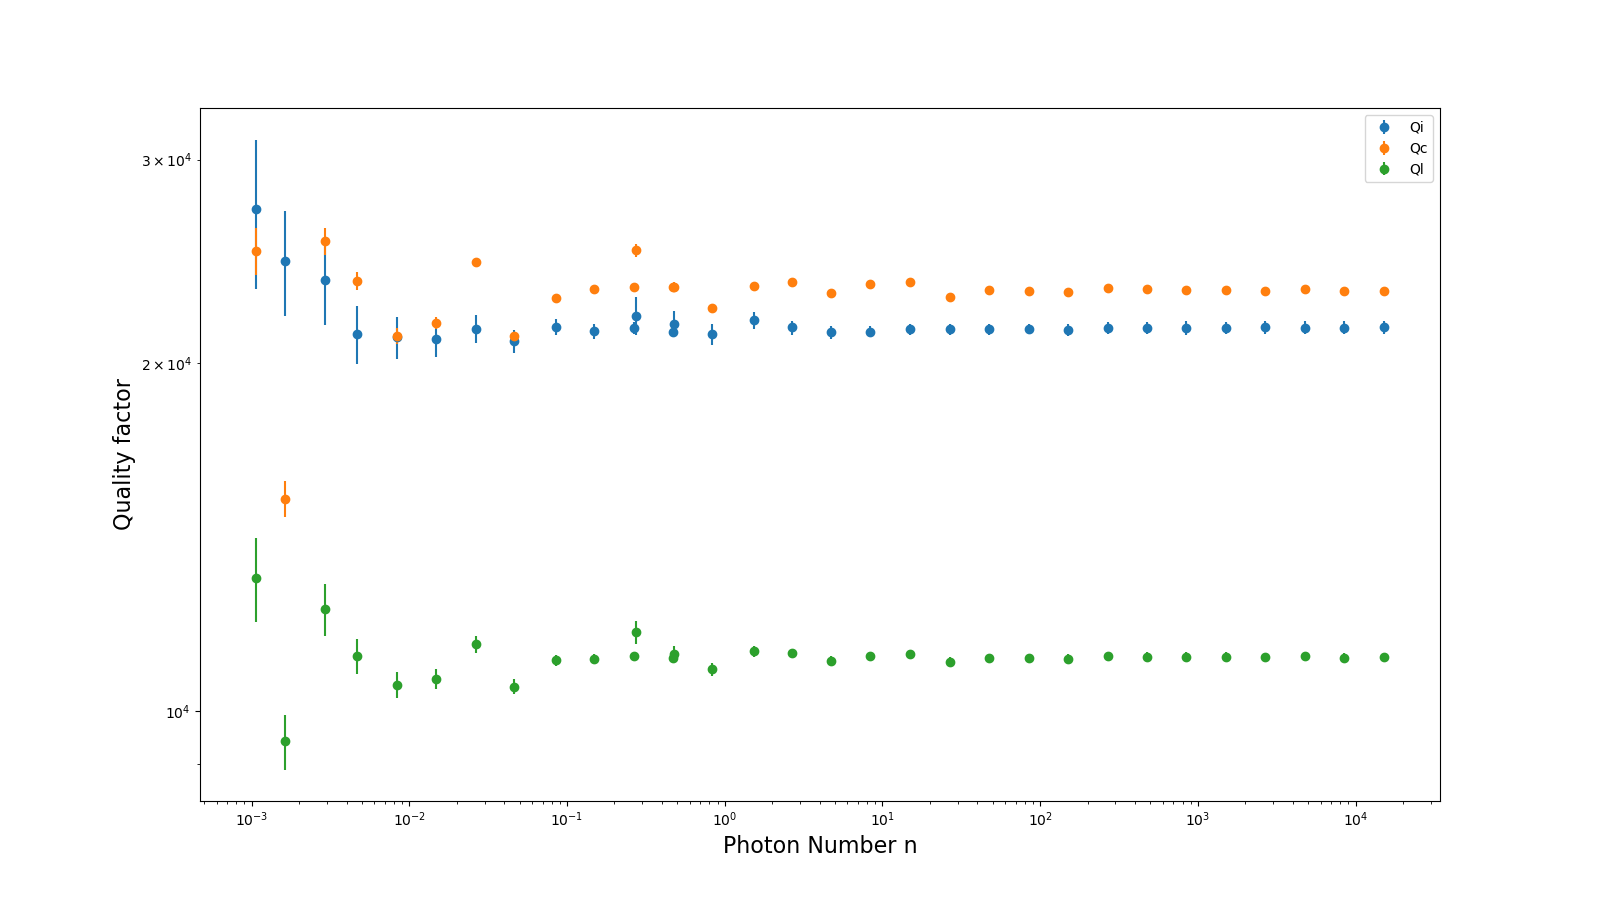 Qi
Qc
Ql
3 × 10⁴
2 × 10⁴
10⁴
Quality factor
10⁻³ 10⁻² 10⁻¹ 10⁰ 10¹ 10² 10³ 10⁴
Photon Number n